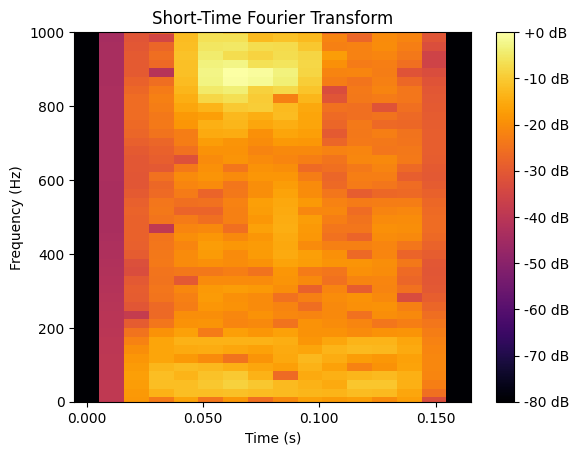 Short-Time Fourier Transform
1000
800
600
400
200
0
Frequency (Hz)
0.000
0.050
0.100
0.150
Time (s)
+0 dB
-10 dB
-20 dB
-30 dB
-40 dB
-50 dB
-60 dB
-70 dB
-80 dB